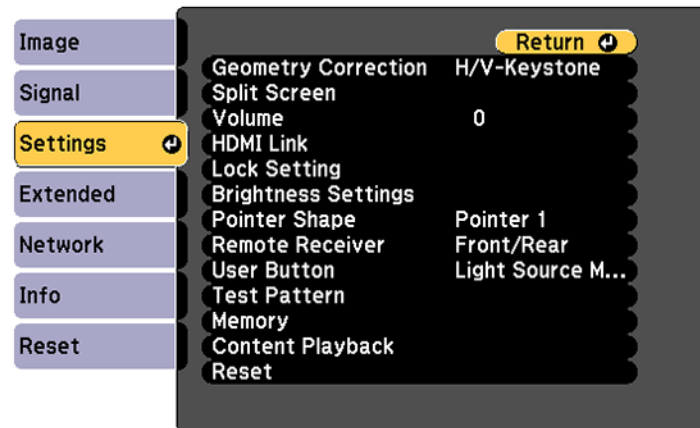 Image
Signal
Settings
Extended
Network
Info
Reset
Return
Geometry Correction H/V-Keystone
Split Screen
Volume 0
HDMI Link
Lock Setting
Brightness Settings
Pointer Shape Pointer 1
Remote Receiver Front/Rear
User Button Light Source M...
Test Pattern
Memory
Content Playback
Reset